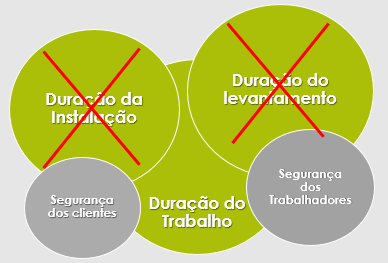 Duração da
Instalação
Duração do
levantamento
Segurança
dos clientes
Duração do
Trabalho
Segurança
dos
Trabalhadores